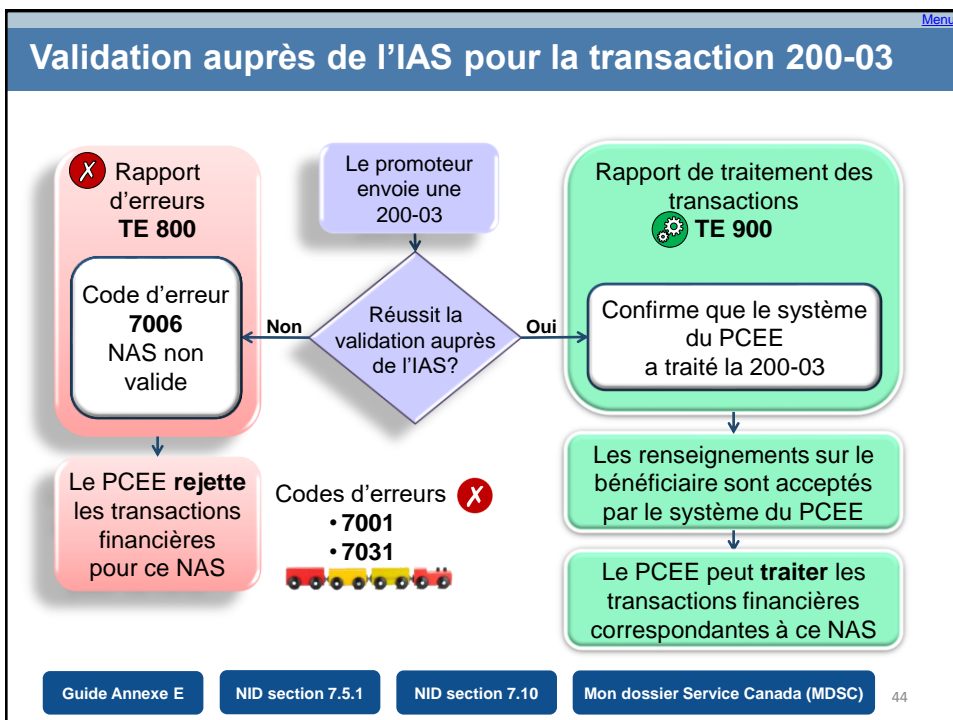 Menu
Validation auprès de l'IAS pour la transaction 200-03
Rapport
d'erreurs
TE 800
Code d'erreur
7006
NAS non
valide
Le PCEE rejette
les transactions
financières
pour ce NAS
Le promoteur
envoie une
200-03
Réussit la
validation auprès
de l'IAS?
Non
Oui
Codes d'erreurs
• 7001
• 7031
Rapport de traitement des
transactions
TE 900
Confirme que le système
du PCEE
a traité la 200-03
Les renseignements sur le
bénéficiaire sont acceptés
par le système du PCEE
Le PCEE peut traiter les
transactions financières
correspondantes à ce NAS
Guide Annexe E
NID section 7.5.1
NID section 7.10
Mon dossier Service Canada (MDSC)
44